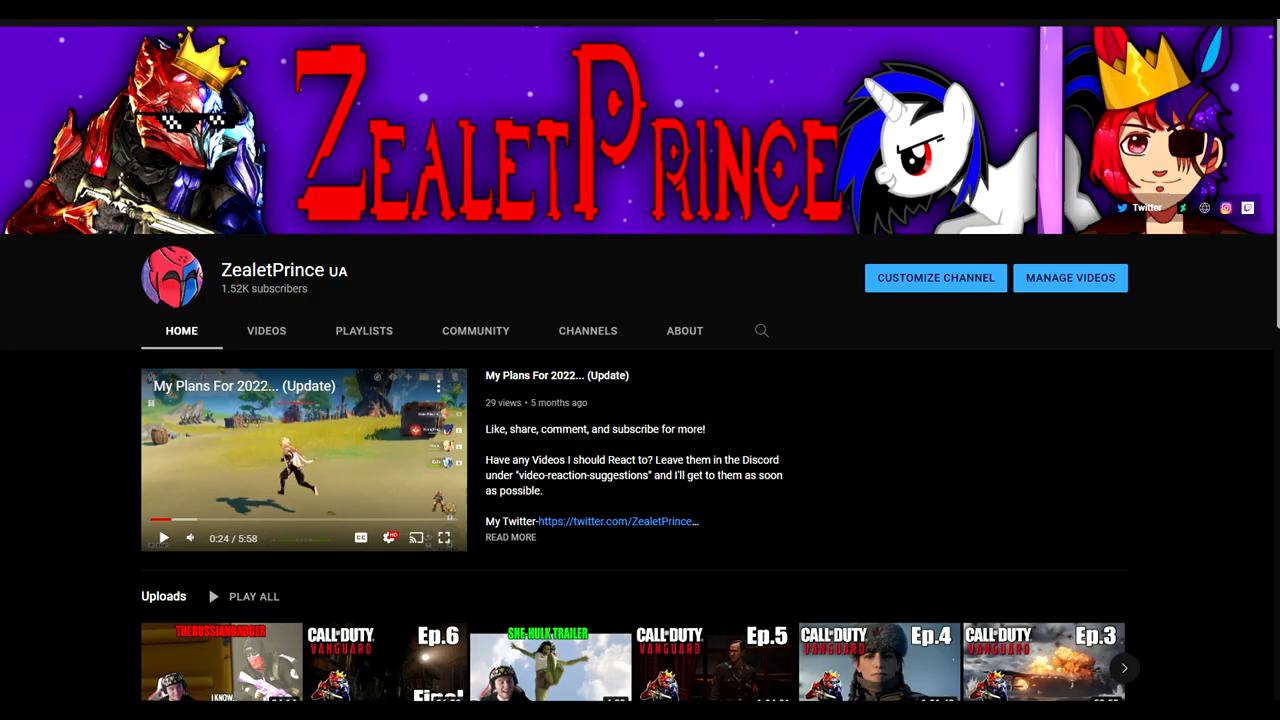 ZEALETPRINCE
Twitter
ZealetPrince UA
1.52K subscribers
CUSTOMIZE CHANNEL
MANAGE VIDEOS
HOME
VIDEOS
PLAYLISTS
COMMUNITY
CHANNELS
ABOUT
My Plans For 2022... (Update)
0:24 / 5:58
CC
HD
My Plans For 2022... (Update)
29 views • 5 months ago
Like, share, comment, and subscribe for more!
Have any Videos I should React to? Leave them in the Discord
under "video-reaction-suggestions" and I'll get to them as soon
as possible.
My Twitter-https://twitter.com/ZealetPrince...
READ MORE
Uploads
PLAY ALL
THERUSSIANBADGER
I KNOW...
CALL OF DUTY
VANGUARD
Ep.6
SHE-HULK TRAILER
CALL OF DUTY
VANGUARD
Ep.5
CALL OF DUTY
VANGUARD
Ep.4
CALL OF DUTY
VANGUARD
Ep.3